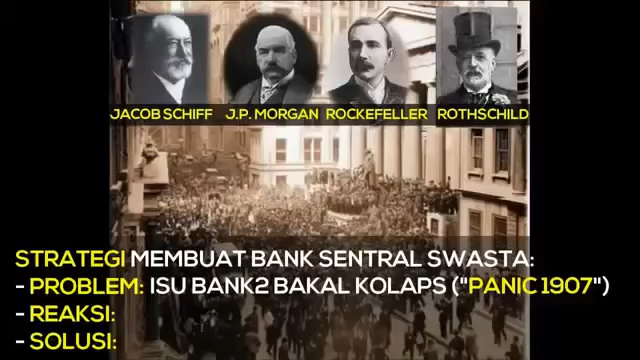 JACOB SCHIFF J.P. MORGAN ROCKEFELLER ROTHSCHILD
STRATEGI MEMBUAT BANK SENTRAL SWASTA:
- PROBLEM: ISU BANK2 BAKAL KOLAPS ("PANIC 1907")
- REAKSI:
- SOLUSI: